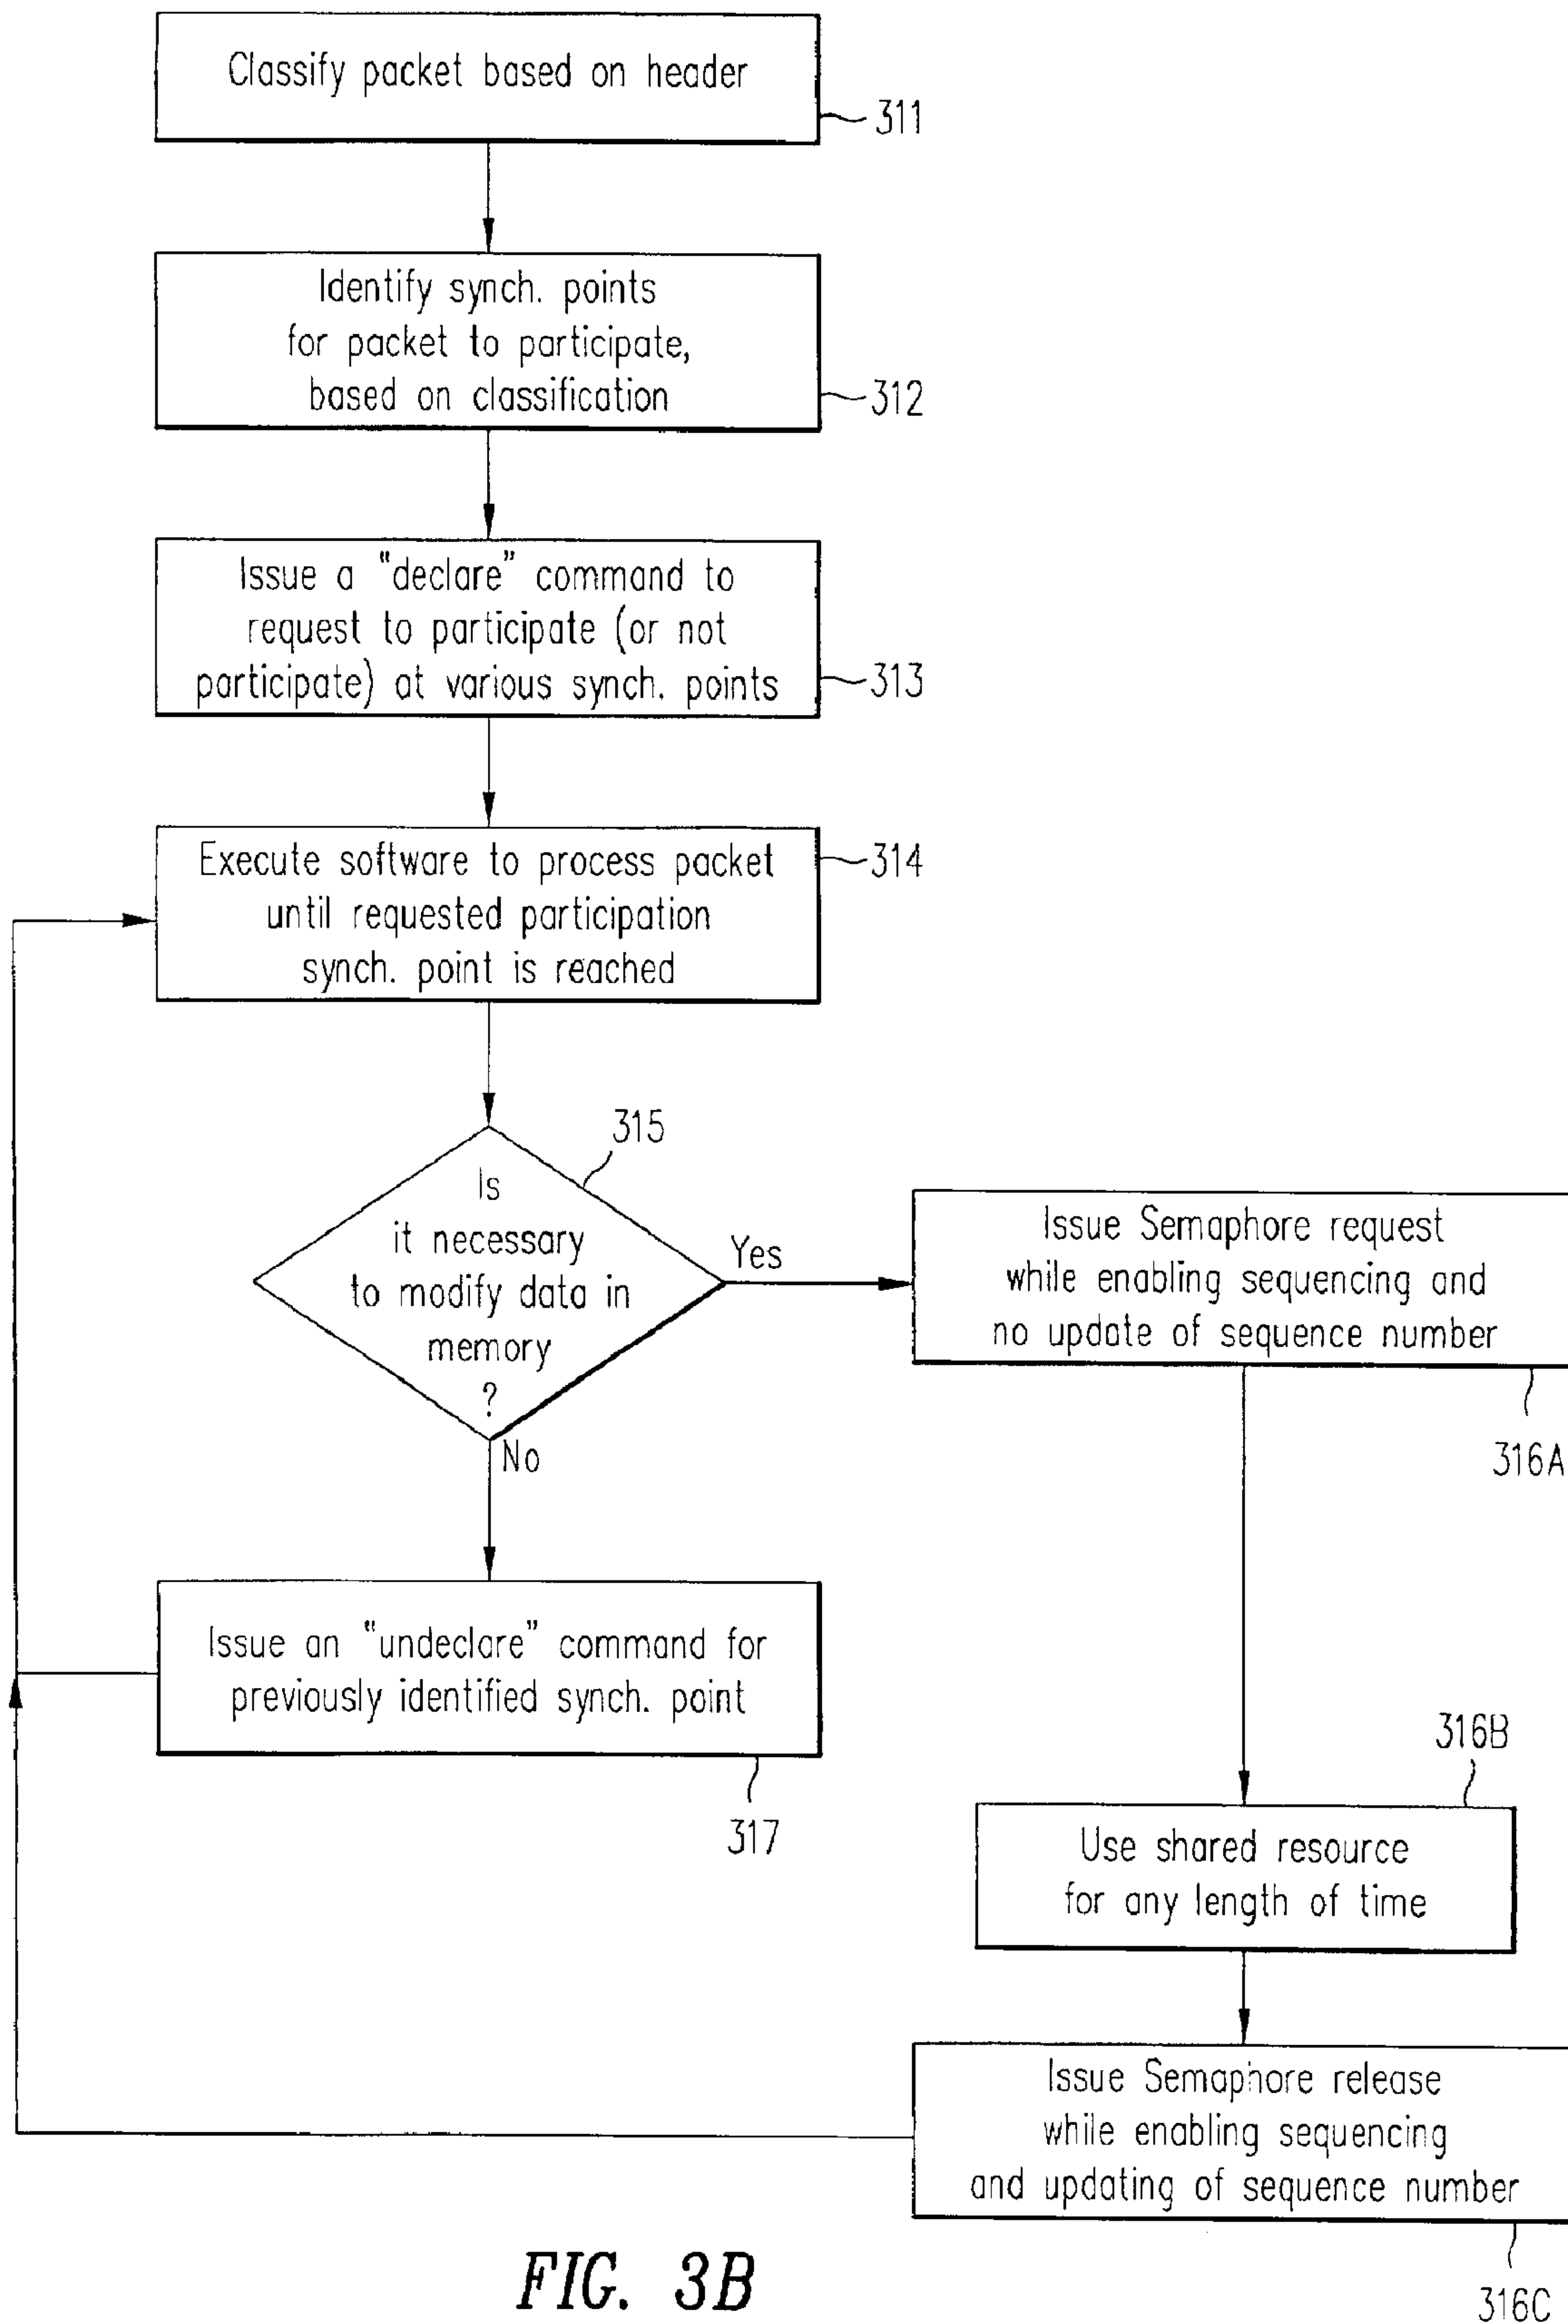 Classify packet based on header
311
Identify synch. points
for packet to participate,
based on classification
312
Issue a “declare” command to
request to participate (or not
participate) at various synch. points
313
Execute software to process packet
until requested participation
synch. point is reached
314
Is
it necessary
to modify data in
memory
?
315
Yes
No
Issue Semaphore request
while enabling sequencing and
no update of sequence number
316A
Issue an “undeclare” command for
previously identified synch. point
317
316B
Use shared resource
for any length of time
Issue Semaphore release
while enabling sequencing
and updating of sequence number
316C
FIG. 3B